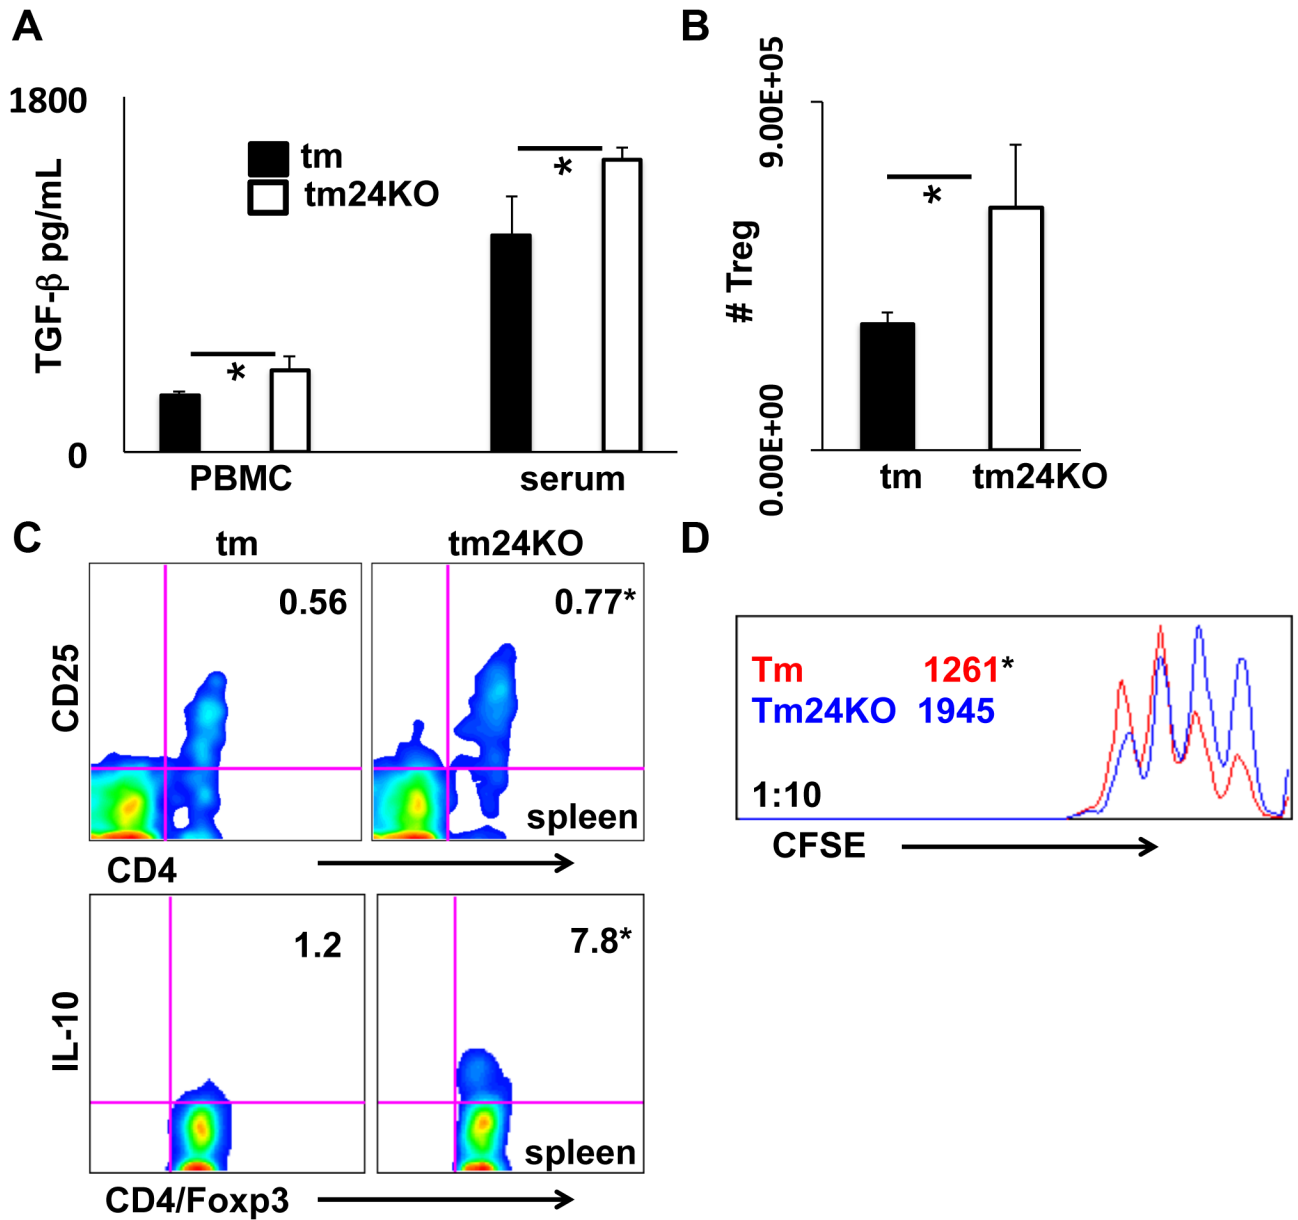 A
1800
TGF-β pg/mL
0
tm
tm24KO
*
*
PBMC
serum
B
9.00E+05
# Treg
0.00E+00
*
tm
tm24KO
C
tm
tm24KO
CD25
0.56
0.77*
spleen
CD4
IL-10
1.2
7.8*
spleen
CD4/Foxp3
D
Tm 1261*
Tm24KO 1945
1:10
CFSE